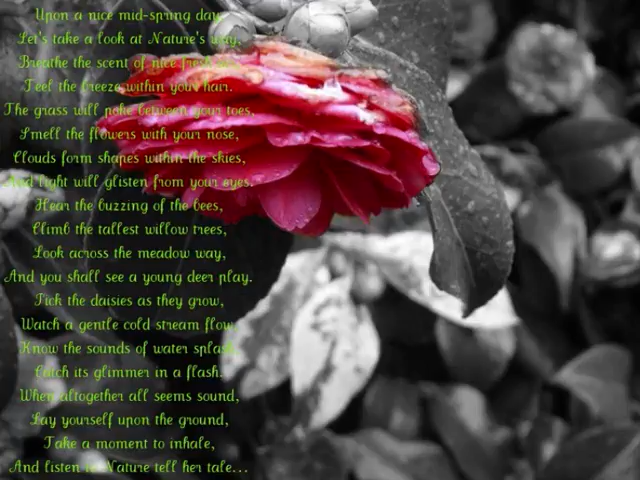 Upon a nice mid-spring day,
Let's take a look at Nature's way.
Breathe the scent of nice fresh
Feel the breeze within your hair.
The grass will poke between your toes,
Smell the flowers with your nose,
Clouds form shapes within the skies,
And light will glisten from your eyes.
Hear the buzzing of the bees,
Climb the tallest willow trees,
Look across the meadow way,
And you shall see a young deer play.
Pick the daisies as they grow,
Watch a gentle cold stream flow,
Know the sounds of water splash,
Catch its glimmer in a flash.
When altogether all seems sound,
Lay yourself upon the ground,
Take a moment to inhale,
And listen to Nature tell her tale...